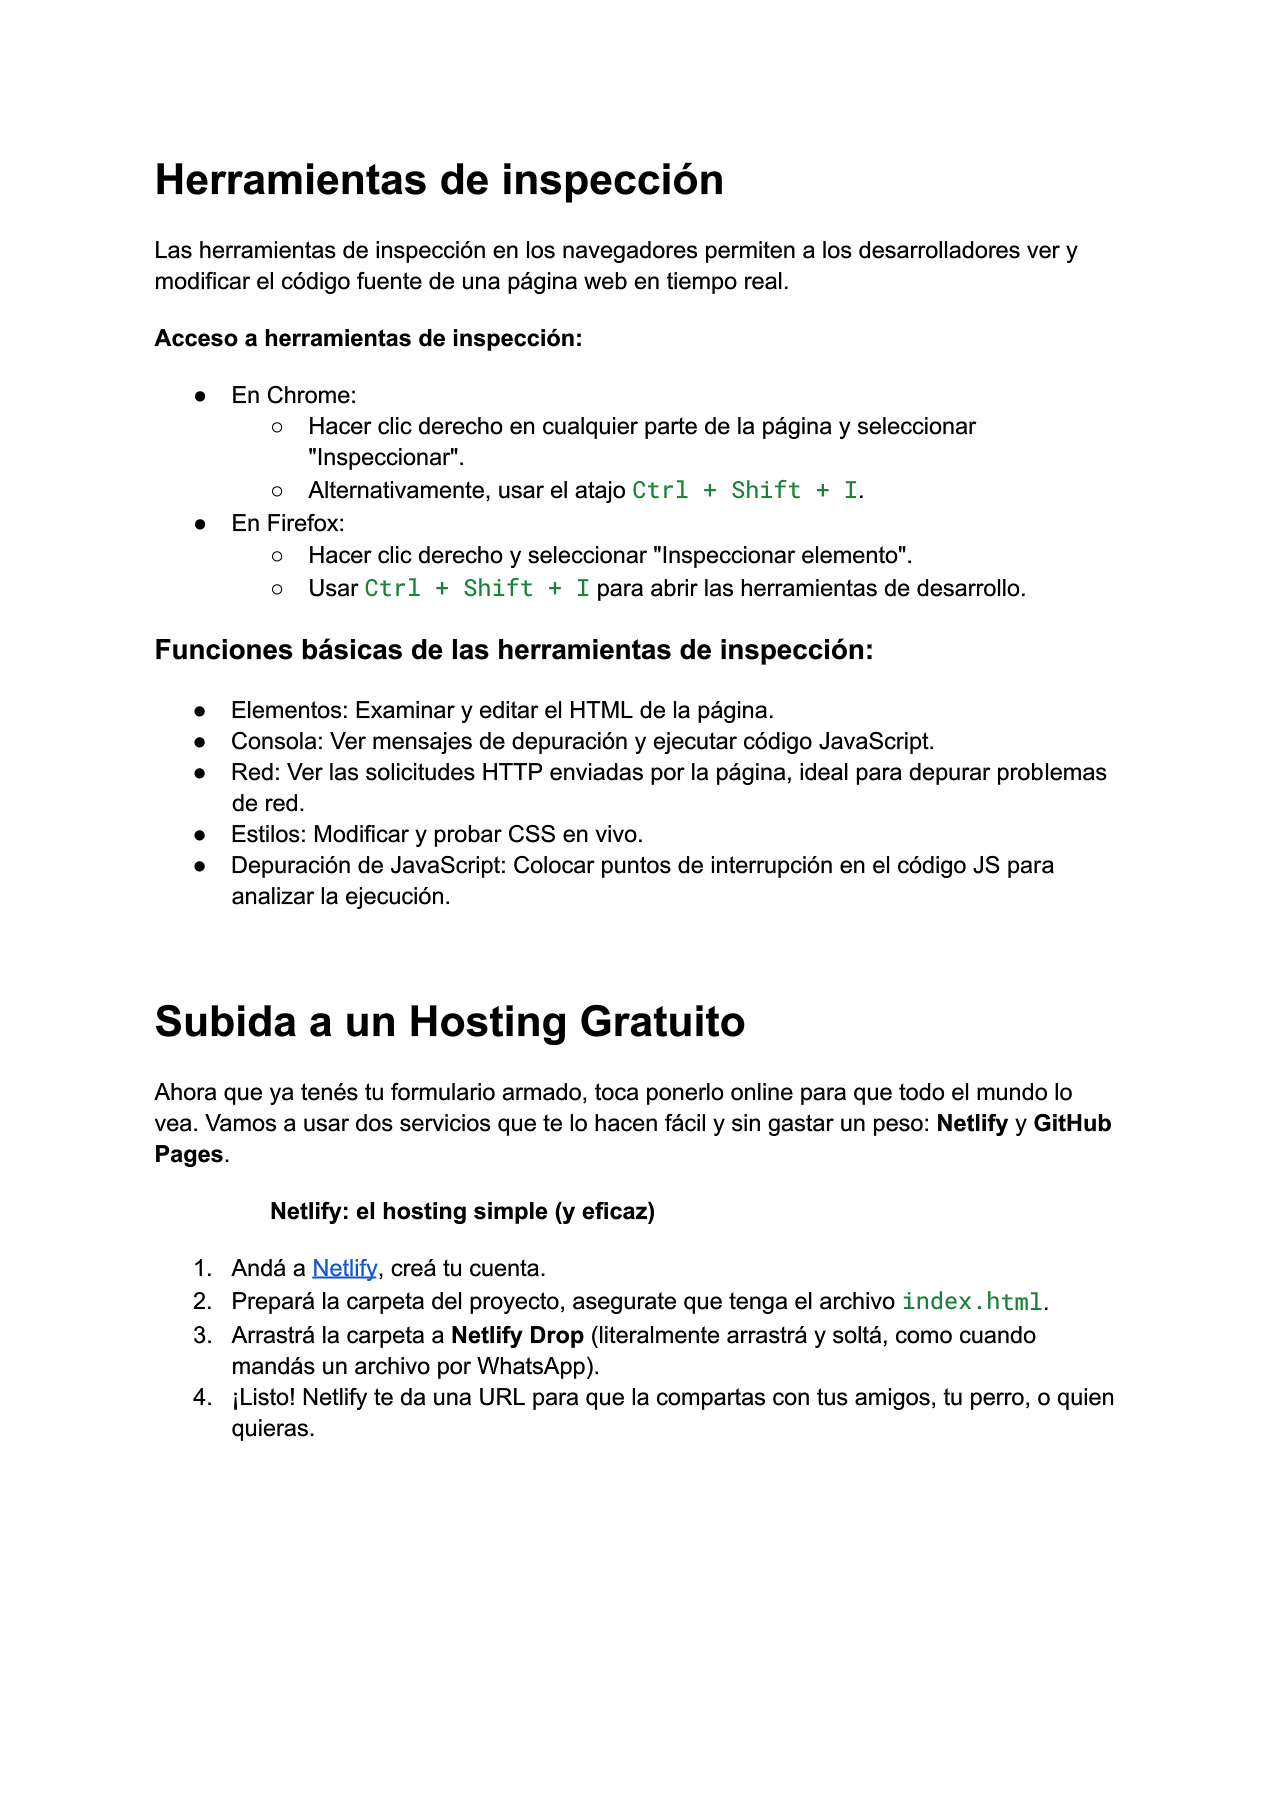 Herramientas de inspección
Las herramientas de inspección en los navegadores permiten a los desarrolladores ver y
modificar el código fuente de una página web en tiempo real.
Acceso a herramientas de inspección:
● En Chrome:
○ Hacer clic derecho en cualquier parte de la página y seleccionar
"Inspeccionar".
○ Alternativamente, usar el atajo Ctrl + Shift + I.
● En Firefox:
○ Hacer clic derecho y seleccionar "Inspeccionar elemento".
○ Usar Ctrl + Shift + I para abrir las herramientas de desarrollo.
Funciones básicas de las herramientas de inspección:
● Elementos: Examinar y editar el HTML de la página.
● Consola: Ver mensajes de depuración y ejecutar código JavaScript.
● Red: Ver las solicitudes HTTP enviadas por la página, ideal para depurar problemas
de red.
● Estilos: Modificar y probar CSS en vivo.
● Depuración de JavaScript: Colocar puntos de interrupción en el código JS para
analizar la ejecución.
Subida a un Hosting Gratuito
Ahora que ya tenés tu formulario armado, toca ponerlo online para que todo el mundo lo
vea. Vamos a usar dos servicios que te lo hacen fácil y sin gastar un peso: Netlify y GitHub
Pages.
Netlify: el hosting simple (y eficaz)
1. Andá a Netlify, creá tu cuenta.
2. Prepará la carpeta del proyecto, asegurate que tenga el archivo index.html.
3. Arrastrá la carpeta a Netlify Drop (literalmente arrastrá y soltá, como cuando
mandás un archivo por WhatsApp).
4. ¡Listo! Netlify te da una URL para que la compartas con tus amigos, tu perro, o quien
quieras.